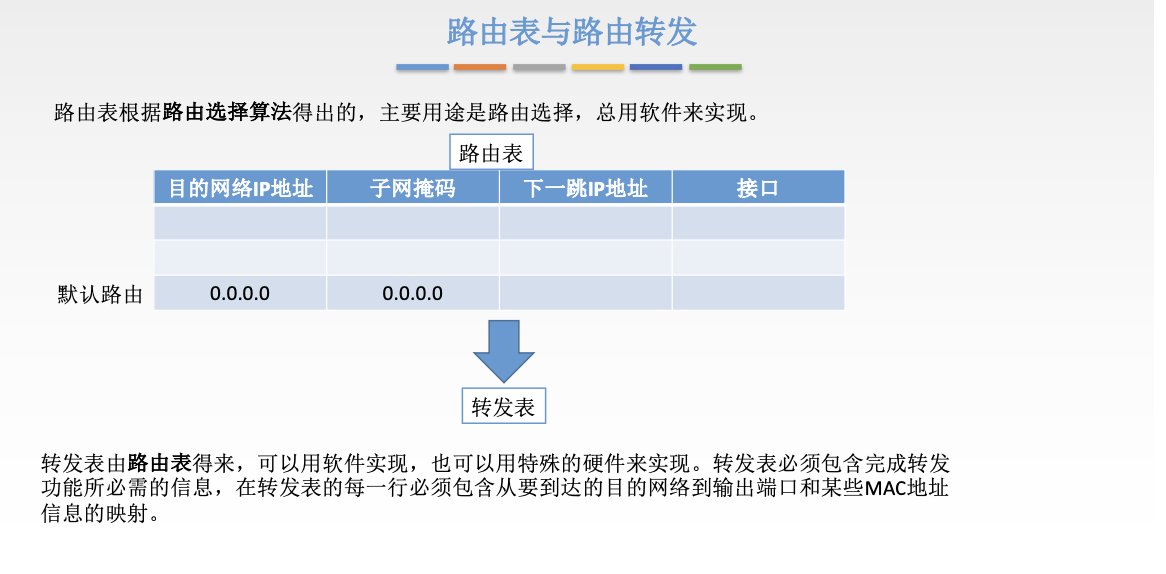 路由表与路由转发
路由表根据路由选择算法得出的，主要用途是路由选择，总用软件来实现。
路由表
目的网络IP地址 子网掩码 下一跳IP地址 接口
默认路由 0.0.0.0 0.0.0.0
转发表
转发表由路由表得来，可以用软件实现，也可以用特殊的硬件来实现。转发表必须包含完成转发
功能所必需的信息，在转发表的每一行必须包含从要到达的目的网络到输出端口和某些MAC地址
信息的映射。